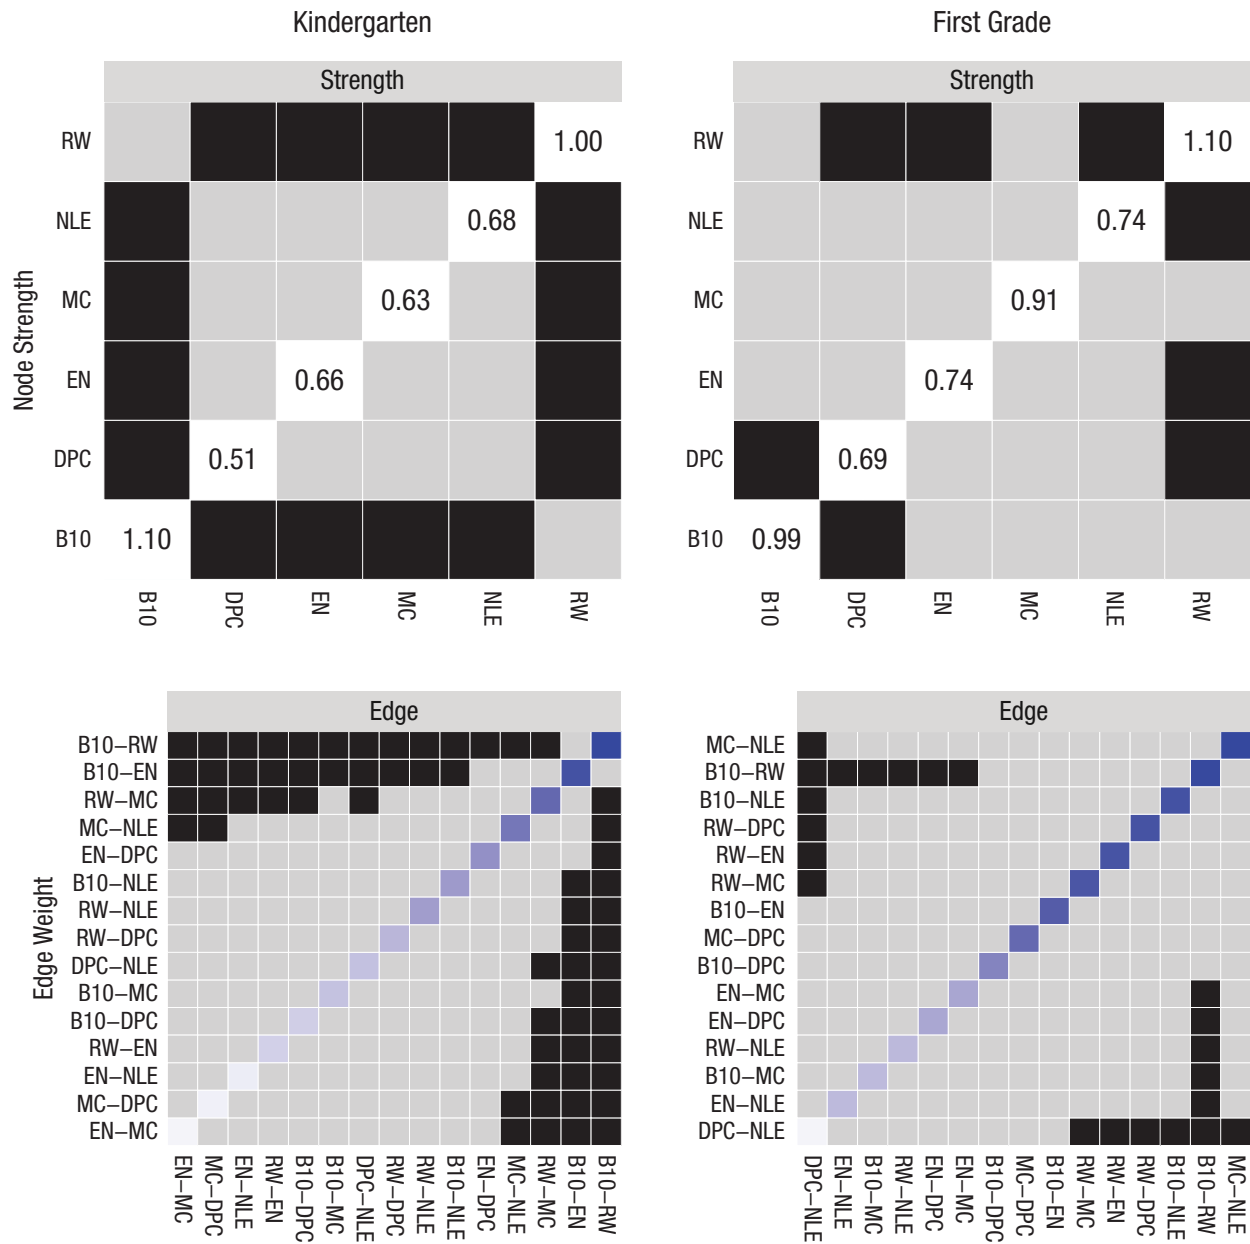 Kindergarten
First Grade
Strength
Strength
RW 1.00
NLE 0.68
MC 0.63
EN 0.66
DPC 0.51
B10 1.10
B10 DPC EN MC NLE RW
Node Strength
RW 1.10
NLE 0.74
MC 0.91
EN 0.74
DPC 0.69
B10 0.99
B10 DPC EN MC NLE RW
Edge
B10–RW
B10–EN
RW–MC
MC–NLE
EN–DPC
B10–NLE
RW–NLE
RW–DPC
DPC–NLE
B10–MC
B10–DPC
RW–EN
EN–NLE
MC–DPC
EN–MC
Edge Weight
EN–MC
MC–DPC
EN–NLE
RW–EN
B10–DPC
B10–MC
DPC–NLE
RW–DPC
RW–NLE
B10–NLE
EN–DPC
MC–NLE
RW–MC
B10–EN
B10–RW
Edge
MC–NLE
B10–RW
B10–NLE
RW–DPC
RW–EN
RW–MC
B10–EN
MC–DPC
B10–DPC
EN–MC
EN–DPC
RW–NLE
B10–MC
EN–NLE
DPC–NLE
DPC–NLE
EN–NLE
B10–MC
RW–NLE
EN–DPC
EN–MC
B10–DPC
MC–DPC
B10–EN
RW–MC
RW–EN
RW–DPC
B10–NLE
B10–RW
MC–NLE